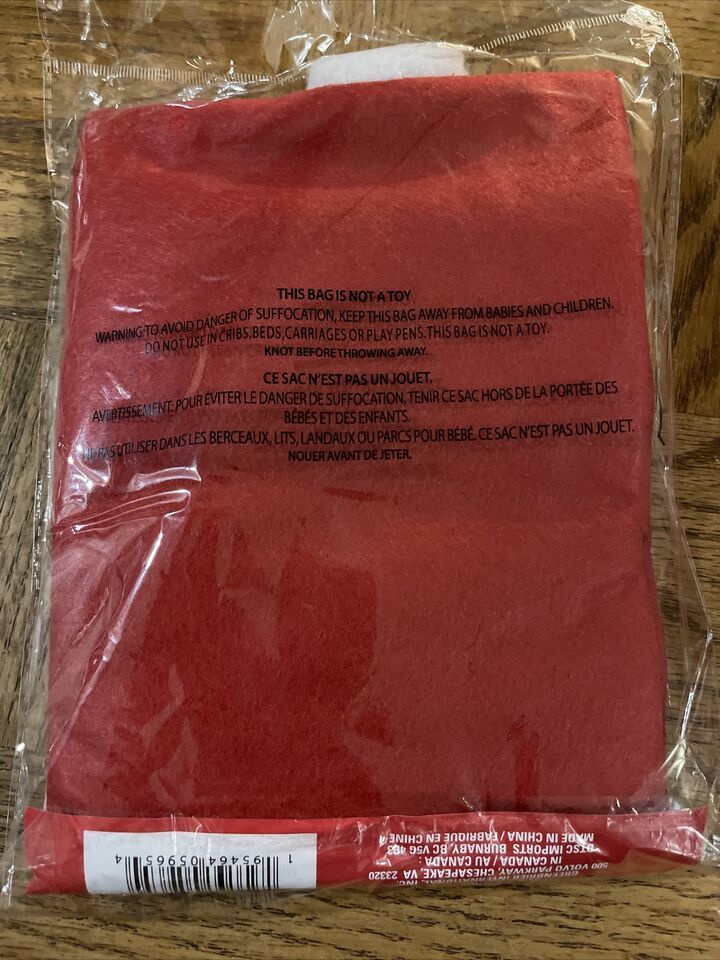 THIS BAG IS NOT A TOY
WARNING-TO AVOID DANGER OF SUFFOCATION, KEEP THIS BAG AWAY FROM BABIES AND CHILDREN.
DO NOT USE IN CRIBS,BEDS,CARRIAGES OR PLAY PENS.THIS BAG IS NOT A TOY.
KNOT BEFORE THROWING AWAY.
CE SAC N'EST PAS UN JOUET.
AVERTISSEMENT: POUR ÉVITER LE DANGER DE SUFFOCATION, TENIR CE SAC HORS DE LA PORTÉE DES
BÉBÉS ET DES ENFANTS.
NE PAS UTILISER DANS LES BERCEAUX, LITS, LANDAUX OU PARCS POUR BÉBÉ. CE SAC N'EST PAS UN JOUET.
NOUER AVANT DE JETER.
GREENBRIER INTERNATIONAL, INC.
500 VOLVO PARKWAY, CHESAPEAKE, VA 23320
IN CANADA / AU CANADA :
DTSC IMPORTS BURNABY, BC V5G
MADE IN CHINA / FABRIQUE EN CHINE
1 95464 50965 4